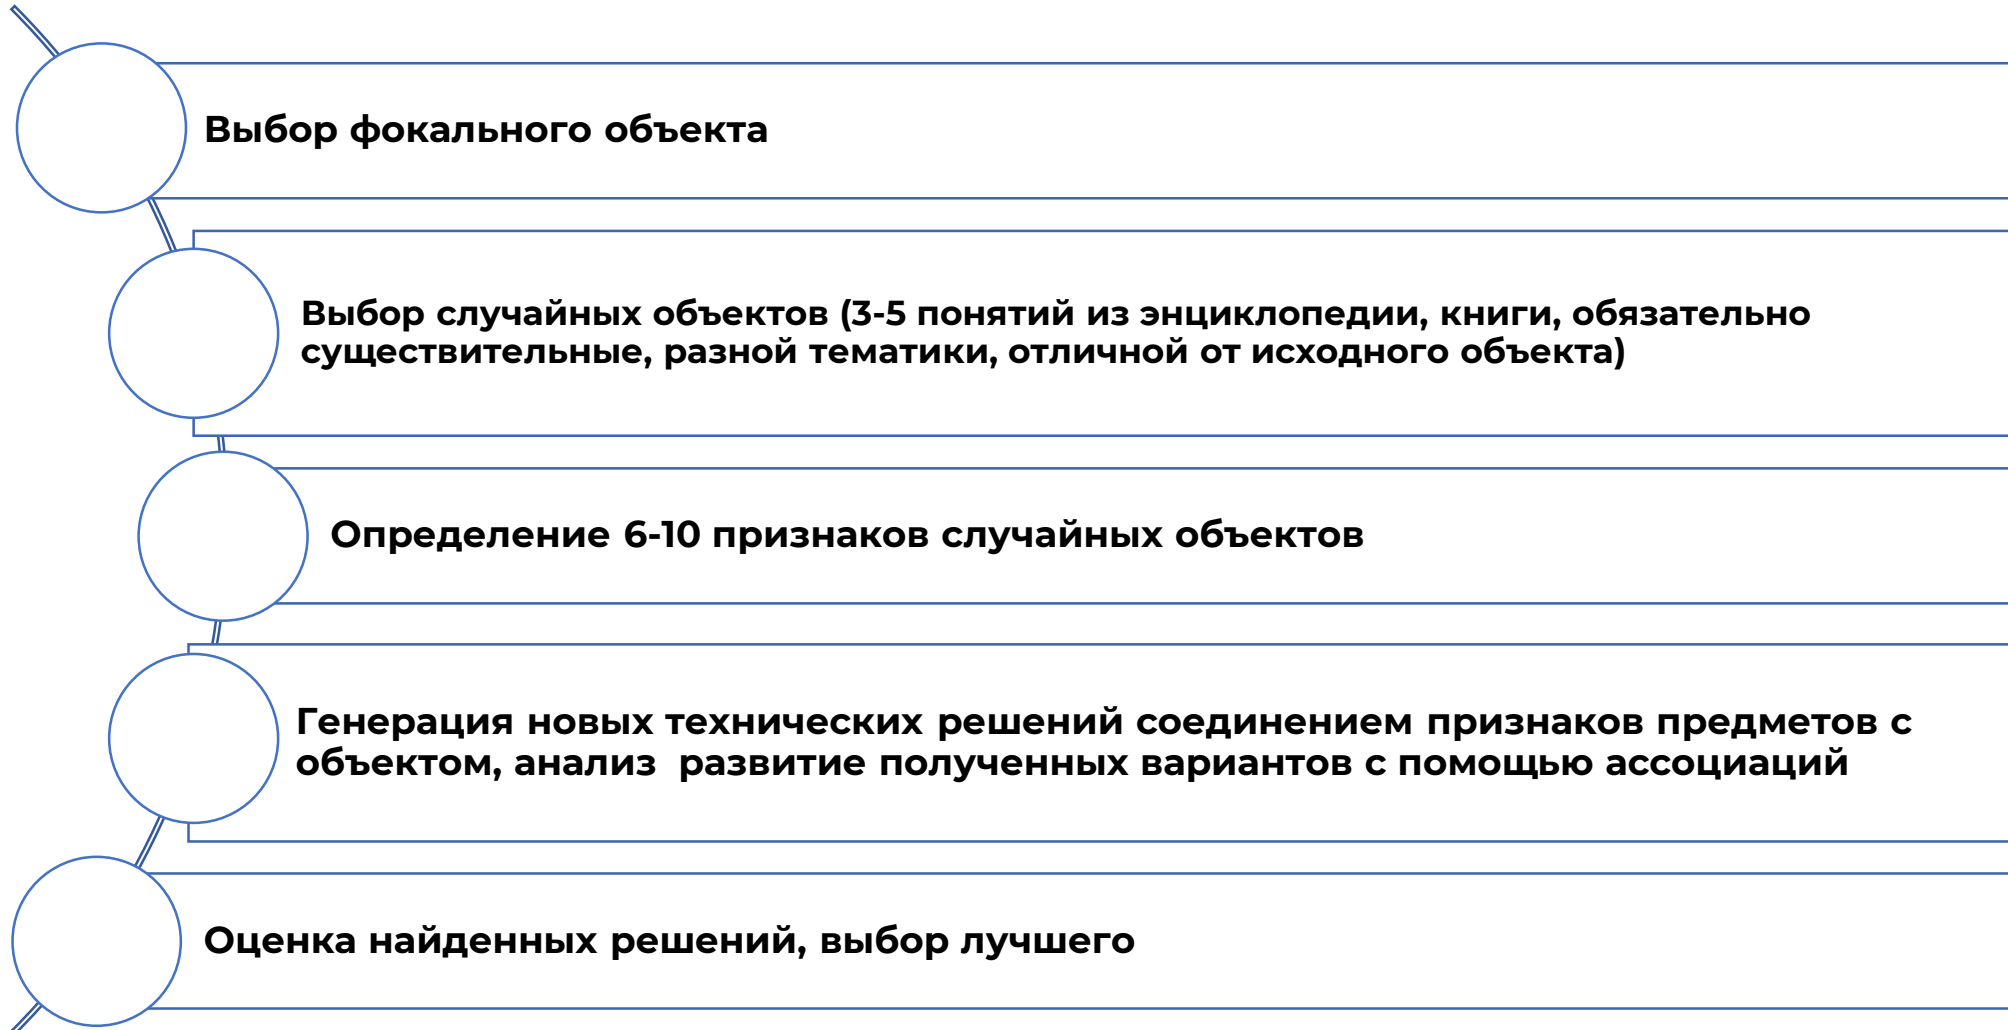 Выбор фокального объекта
Выбор случайных объектов (3-5 понятий из энциклопедии, книги, обязательно
существительные, разной тематики, отличной от исходного объекта)
Определение 6-10 признаков случайных объектов
Генерация новых технических решений соединением признаков предметов с
объектом, анализ  развитие полученных вариантов с помощью ассоциаций
Оценка найденных решений, выбор лучшего